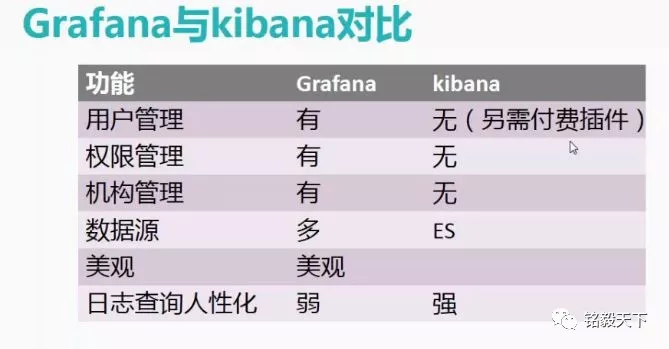 Grafana与kibana对比
功能 Grafana kibana
用户管理 有 无（另需付费插件）
权限管理 有 无
机构管理 有 无
数据源 多 ES
美观 美观
日志查询人性化 弱 强
铭毅天下